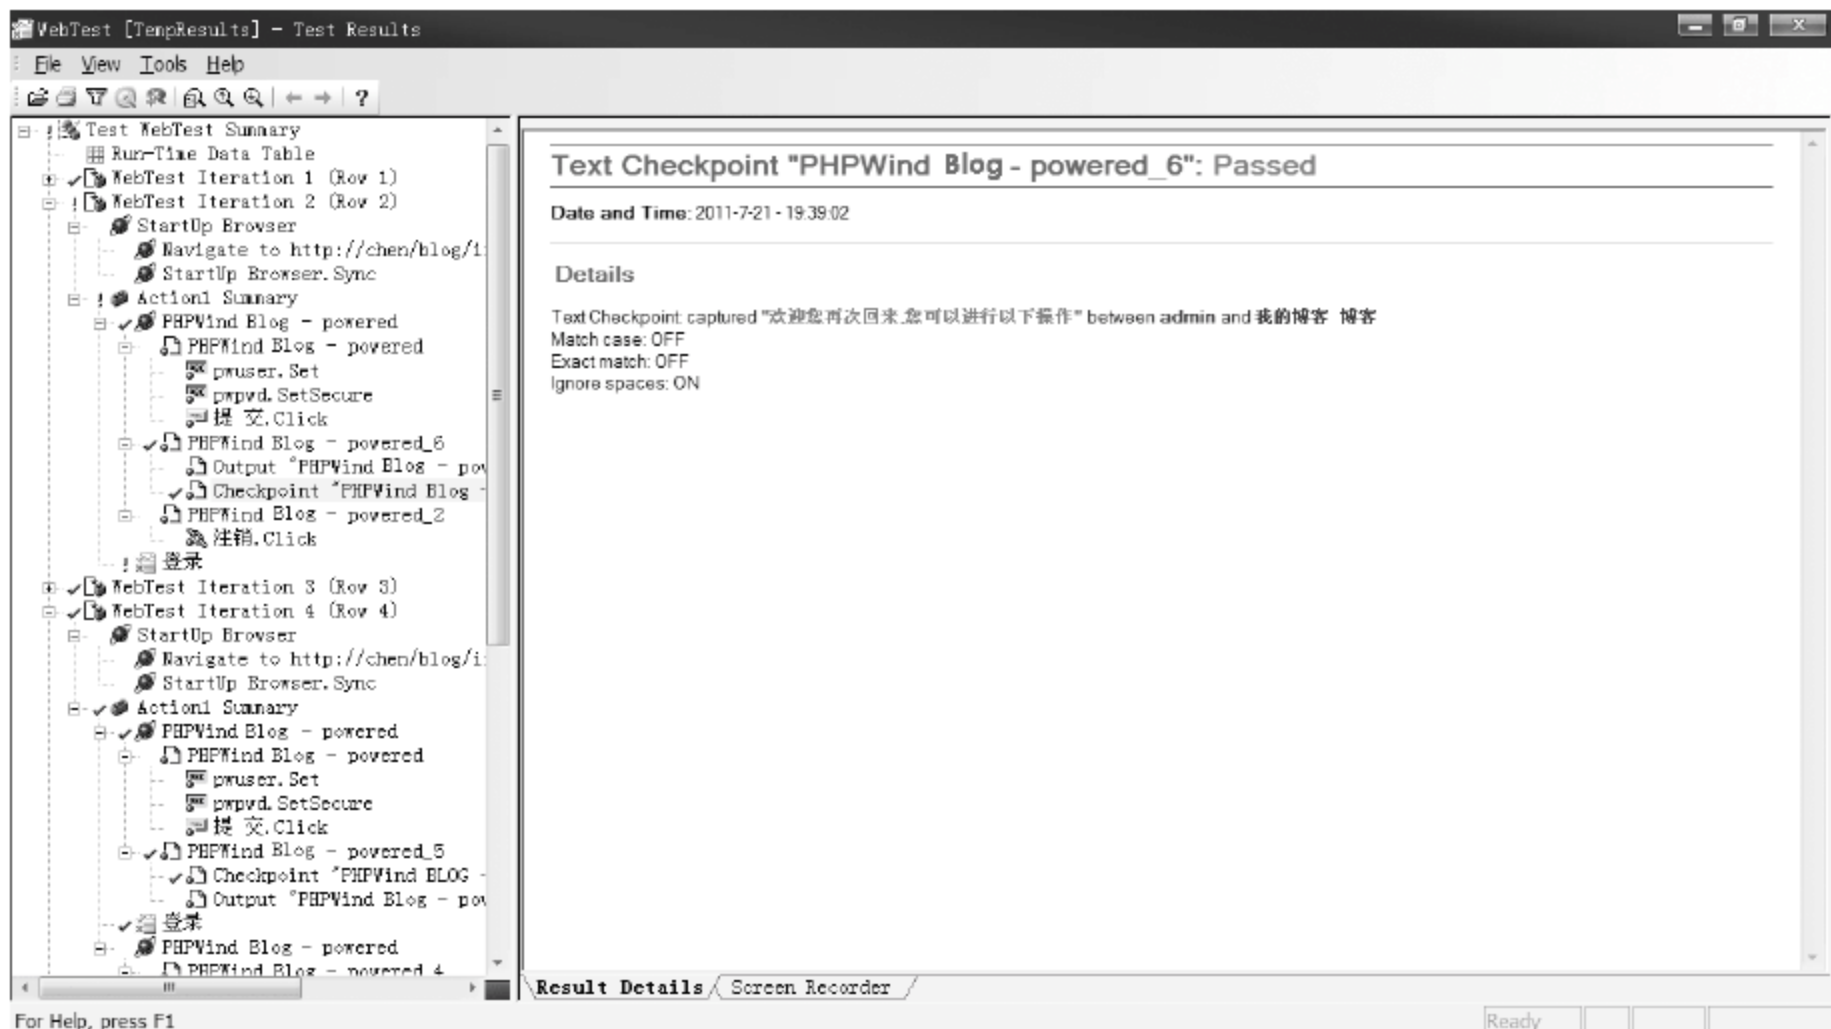 WebTest [TempResults] - Test Results
File View Tools Help
Test WebTest Summary
Run-Time Data Table
WebTest Iteration 1 (Row 1)
WebTest Iteration 2 (Row 2)
StartUp Browser
Navigate to http://chen/blog/i
StartUp Browser.Sync
Action1 Summary
PHPWind Blog - powered
PHPWind Blog - powered
pwuser.Set
pwpwd.SetSecure
提 交.Click
PHPWind Blog - powered_6
Output "PHPWind Blog - pow
Checkpoint "PHPWind Blog -
PHPWind Blog - powered_2
注销.Click
登录
WebTest Iteration 3 (Row 3)
WebTest Iteration 4 (Row 4)
StartUp Browser
Navigate to http://chen/blog/i
StartUp Browser.Sync
Action1 Summary
PHPWind Blog - powered
PHPWind Blog - powered
pwuser.Set
pwpwd.SetSecure
提 交.Click
PHPWind Blog - powered_5
Checkpoint "PHPWind BLOG -
Output "PHPWind Blog - pow
登录
PHPWind Blog - powered
PHPWind Blog - powered_4
Text Checkpoint "PHPWind Blog - powered_6": Passed
Date and Time: 2011-7-21 - 19:39:02
Details
Text Checkpoint: captured "欢迎您再次回来,您可以进行以下操作" between admin and 我的博客 博客
Match case: OFF
Exact match: OFF
Ignore spaces: ON
Result Details Screen Recorder
For Help, press F1 Ready